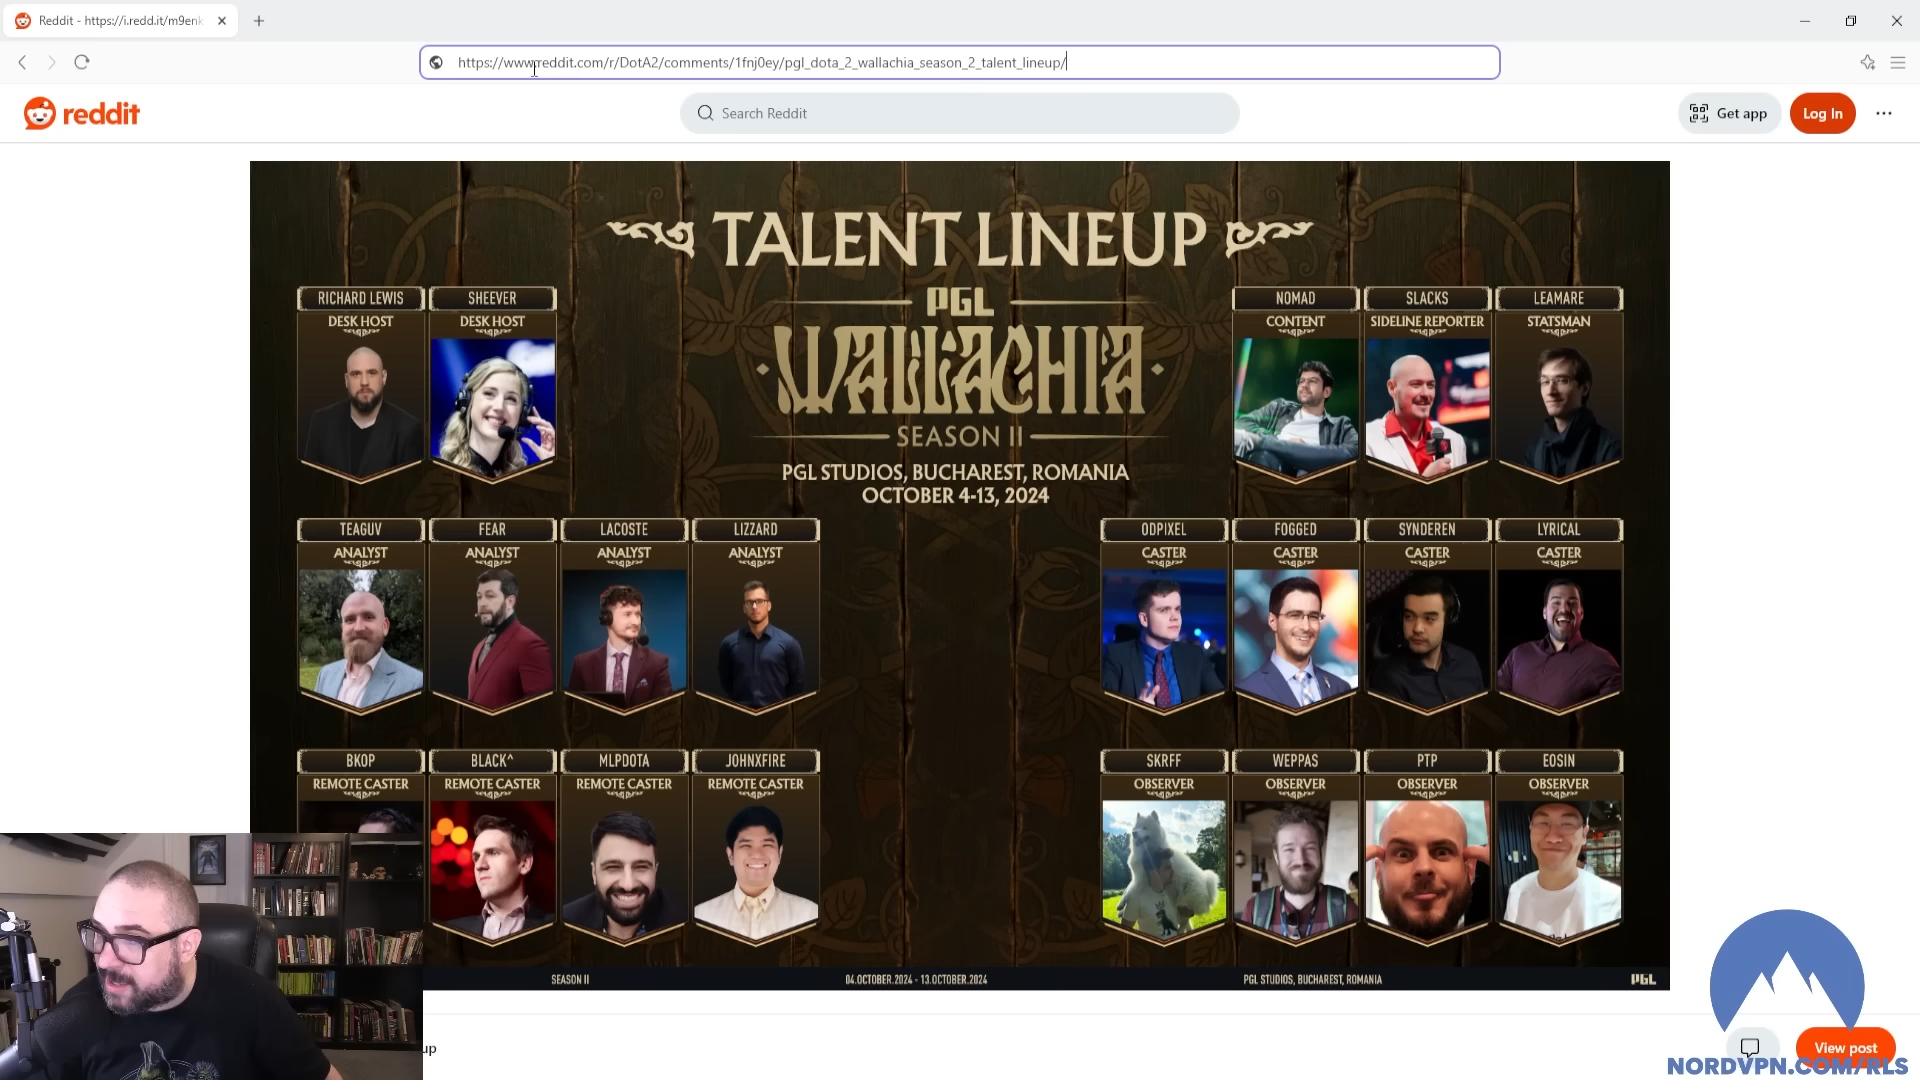 Reddit - https://i.redd.it/m9enk
https://www.reddit.com/r/DotA2/comments/1fnj0ey/pgl_dota_2_wallachia_season_2_talent_lineup/
reddit
Search Reddit
Get app
Log In
TALENT LINEUP
PGL
WALLACHIA
SEASON II
PGL STUDIOS, BUCHAREST, ROMANIA
OCTOBER 4-13, 2024
RICHARD LEWIS SHEEVER NOMAD SLACKS LEAMARE
DESK HOST DESK HOST CONTENT SIDELINE REPORTER STATSMAN
TEAGUV FEAR LACOSTE LIZZARD ODPIXEL FOGGED SYNDEREN LYRICAL
ANALYST ANALYST ANALYST ANALYST CASTER CASTER CASTER CASTER
BKOP BLACK^ MLPDOTA JOHNXFIRE SKRFF WEPPAS PTP EOSIN
REMOTE CASTER REMOTE CASTER REMOTE CASTER REMOTE CASTER OBSERVER OBSERVER OBSERVER OBSERVER
SEASON II 04.OCTOBER.2024 - 13.OCTOBER.2024 PGL STUDIOS, BUCHAREST, ROMANIA PGL
up
View post
NORDVPN.COM/RLS